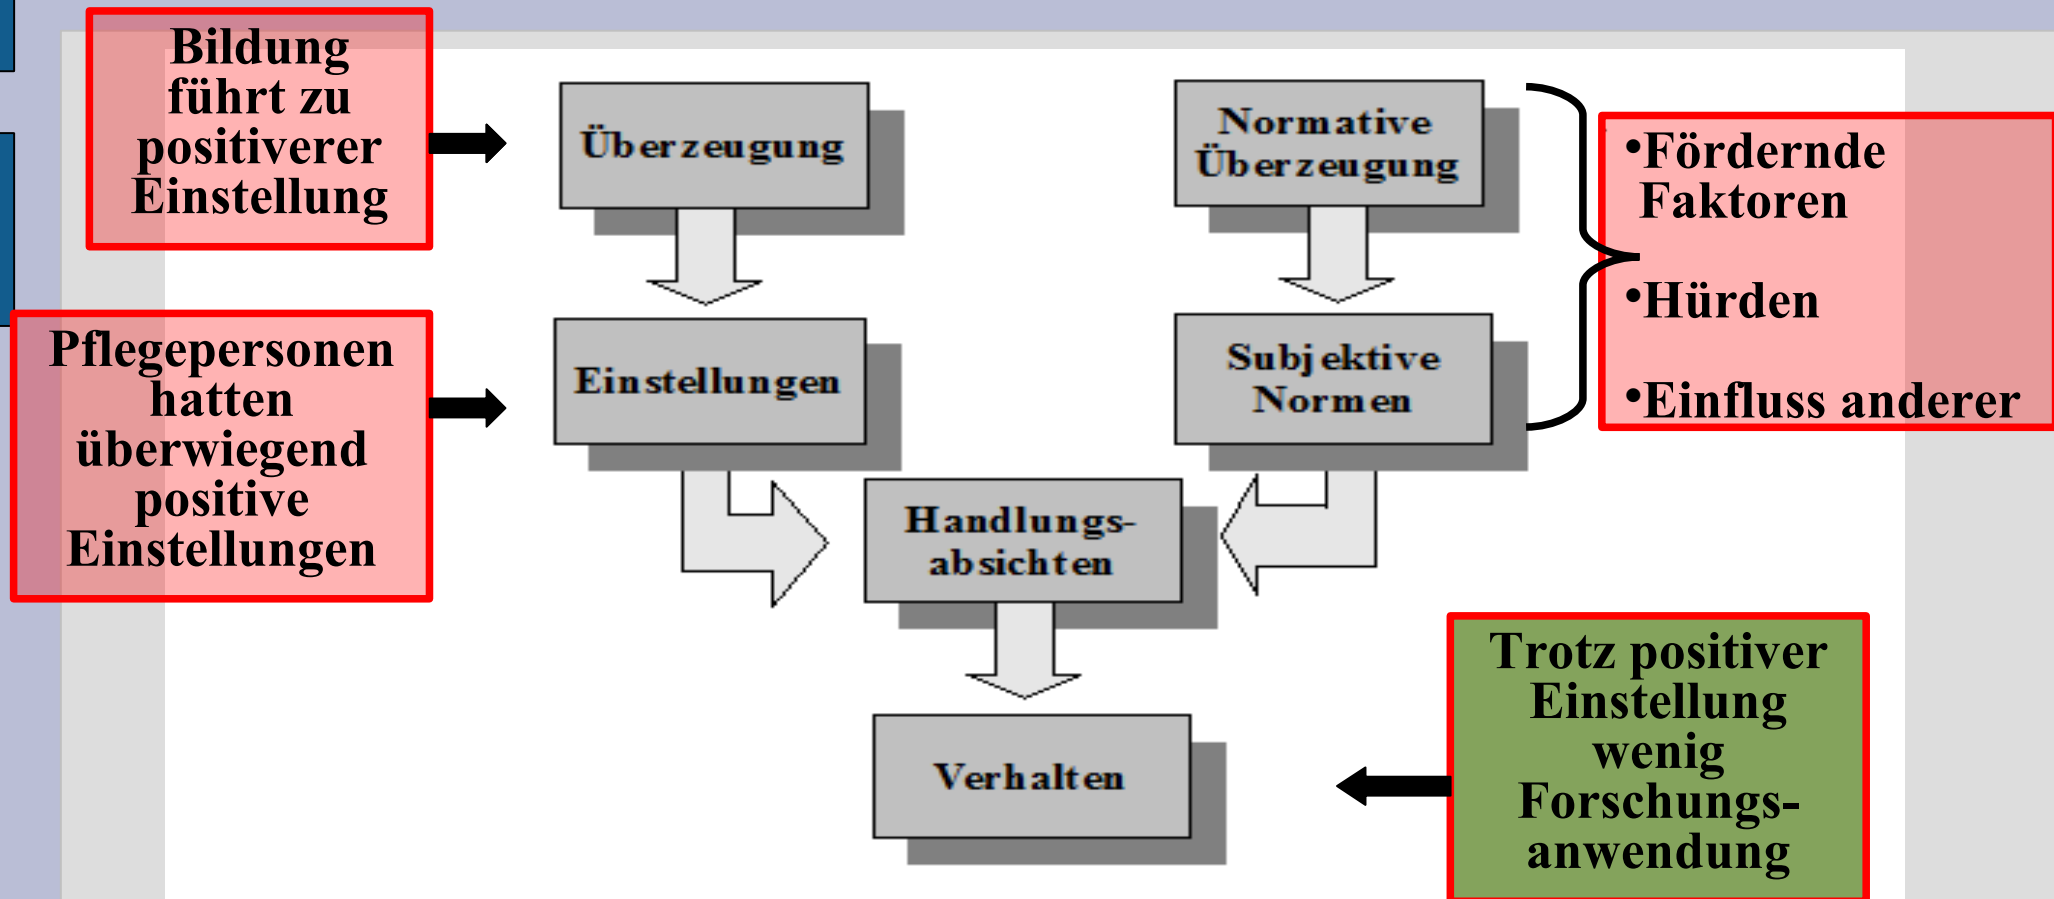 Bildung
führt zu
positiverer
Einstellung
Überzeugung
Normative
Überzeugung
•Fördernde
Faktoren
•Hürden
•Einfluss anderer
Pflegepersonen
hatten
überwiegend
positive
Einstellungen
Einstellungen
Subjektive
Normen
Handlungs-
absichten
Trotz positiver
Einstellung
wenig
Forschungs-
anwendung
Verhalten